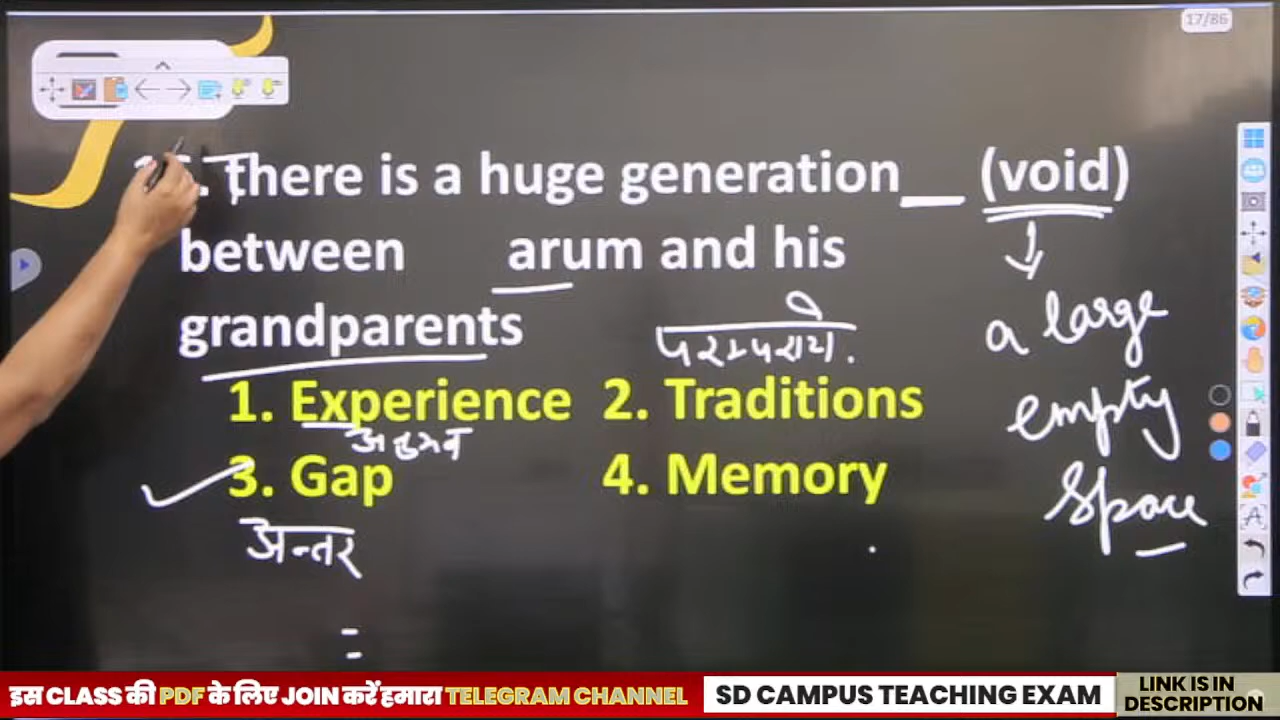 17/86
There is a huge generation__ (void)
between arum and his
grandparents
a large
empty
space
परम्पराये.
1. Experience 2. Traditions
अनुभव
3. Gap 4. Memory
अन्तर
इस CLASS की PDF के लिए JOIN करें हमारा TELEGRAM CHANNEL
SD CAMPUS TEACHING EXAM
LINK IS IN
DESCRIPTION